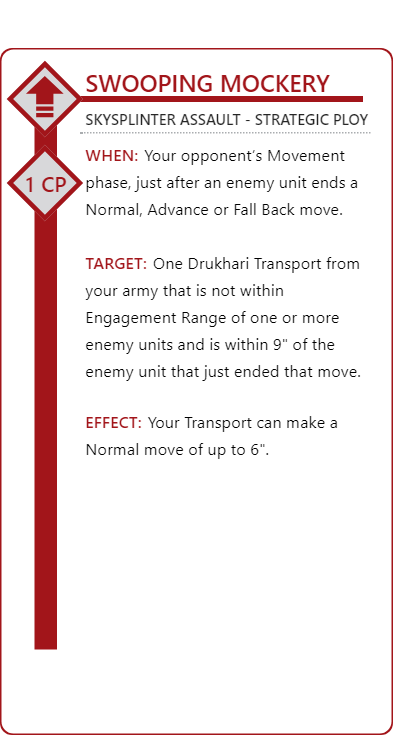 SWOOPING MOCKERY
SKYSPLINTER ASSAULT - STRATEGIC PLOY
1 CP
WHEN: Your opponent's Movement
phase, just after an enemy unit ends a
Normal, Advance or Fall Back move.
TARGET: One Drukhari Transport from
your army that is not within
Engagement Range of one or more
enemy units and is within 9" of the
enemy unit that just ended that move.
EFFECT: Your Transport can make a
Normal move of up to 6".